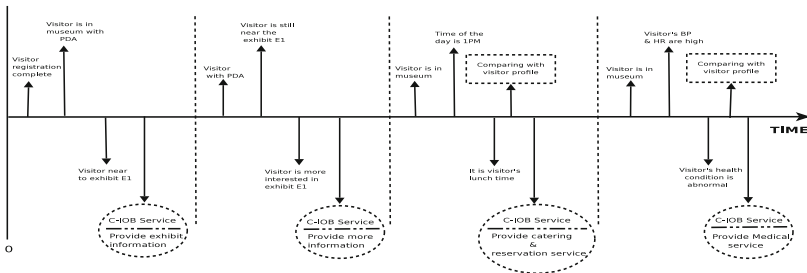 Visitor
registration
complete
Visitor is in
museum with
PDA
Visitor near
to exhibit E1
C-IOB Service
Provide exhibit
information
Visitor
with PDA
Visitor is still
near the
exhibit E1
Visitor is more
interested in
exhibit E1
C-IOB Service
Provide more
information
Visitor is in
museum
Time of the
day is 1PM
Comparing with
visitor profile
It is visitor's
lunch time
C-IOB Service
Provide catering
&
reservation service
Visitor is in
museum
Visitor's BP
& HR are high
Comparing with
visitor profile
Visitor's health
condition is
abnormal
C-IOB Service
Provide Medical
service
TIME
O